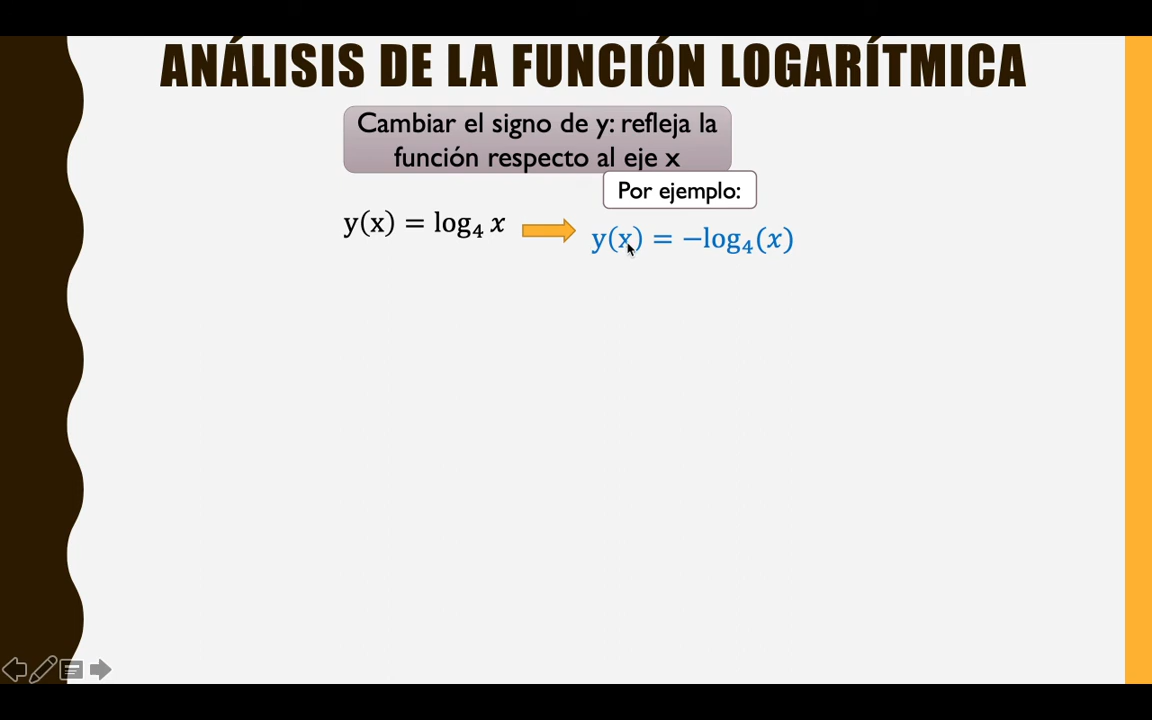 ANÁLISIS DE LA FUNCIÓN LOGARÍTMICA
Cambiar el signo de y: refleja la
función respecto al eje x
Por ejemplo:
y(x) = log₄ x
y(x) = −log₄(x)